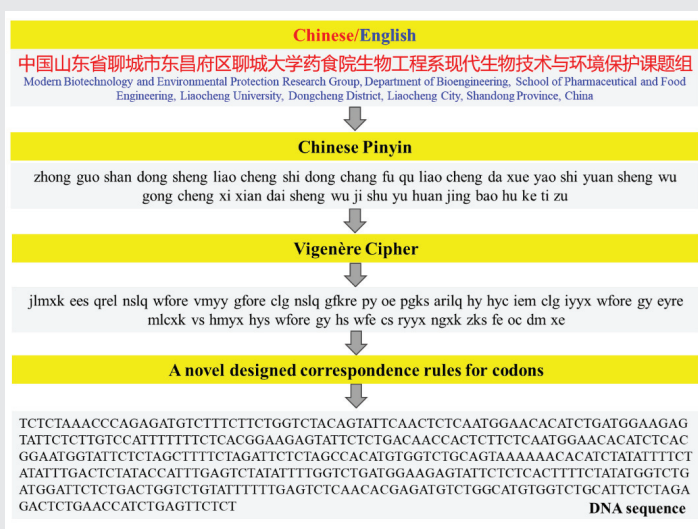 Chinese/English
中国山东省聊城市东昌府区聊城大学药食院生物工程系现代生物技术与环境保护课题组
Modern Biotechnology and Environmental Protection Research Group, Department of Bioengineering, School of Pharmaceutical and Food
Engineering, Liaocheng University, Dongcheng District, Liaocheng City, Shandong Province, China
Chinese Pinyin
zhong guo shan dong sheng liao cheng shi dong chang fu qu liao cheng da xue yao shi yuan sheng wu
gong cheng xi xian dai sheng wu ji shu yu huan jing bao hu ke ti zu
Vigenère Cipher
jlmxk ees qrel nslq wfore vmyy gfore clg nslq gfkre py oe pgks arilq hy hyc iem clg iyyx wfore gy eyre
mlcxk vs hmyx hys wfore gy hs wfe cs ryyx ngxk zks fe oc dm xe
A novel designed correspondence rules for codons
TCTCTAAACCCAGAGATGTCTTTCTTCTGGTCTACAGTATTCAACTCTCAATGGAACACATCTGATGGAAGAG
TATTCTCTTGTCCATTTTTTTCTCACGGAAGAGTATTCTCTGACAACCACTCTTCTCAATGGAACACATCTCAC
GGAATGGTATTCTCTAGCTTTTCTAGATTCTCTAGCCACATGTGGTCTGCAGTAAAAAACACATCTATATTTTCT
ATATTTGACTCTATACCATTTGAGTCTATATTTTGGTCTGATGGAAGAGTATTCTCTCACTTTTCTATATGGTCTG
ATGGATTCTCTGACTGGTCTGTATTTTTTGAGTCTCAACACGAGATGTCTGGCATGTGGTCTGCATTCTCTAGA
GACTCTGAACCATCTGAGTTCTCT
DNA sequence